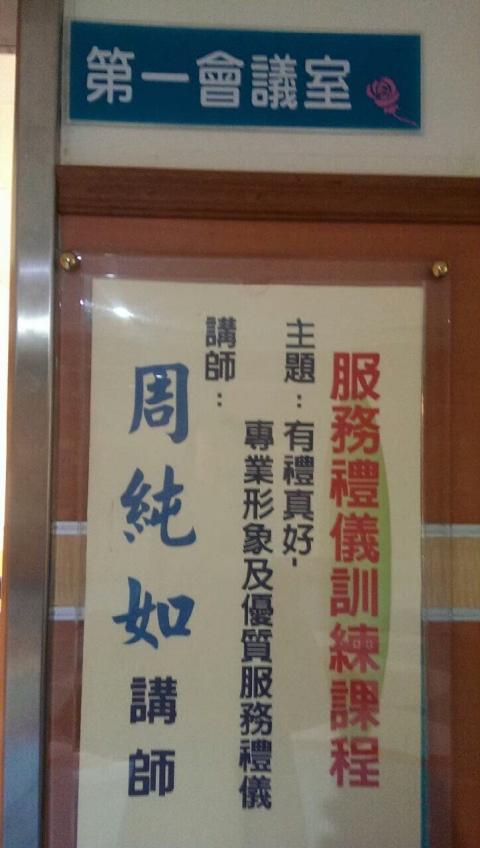 第一會議室
服務禮儀訓練課程
主題：有禮真好、
專業形象及優質服務禮儀
講師：
周純如講師